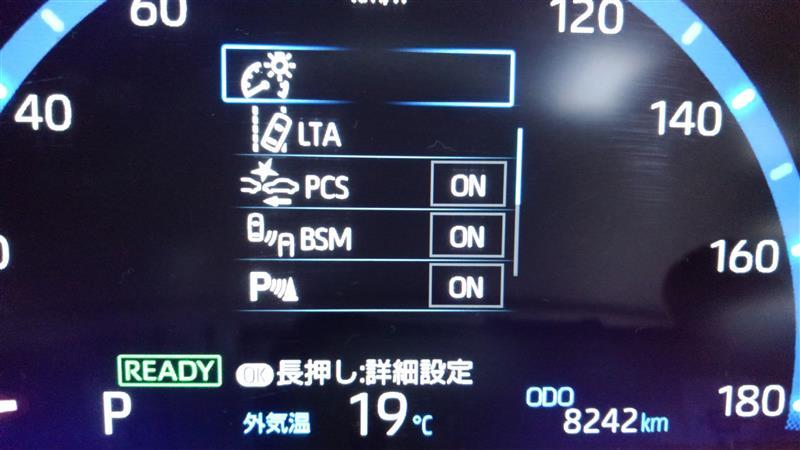 60
120
40
140
LTA
PCS ON
BSM ON
160
P ON
READY
OK 長押し:詳細設定
P
外気温 19℃
ODO 8242km
180